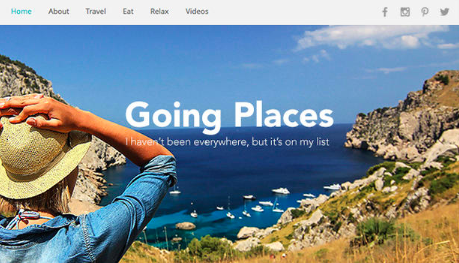 Home About Travel Eat Relax Videos
Going Places
I haven't been everywhere, but it's on my list